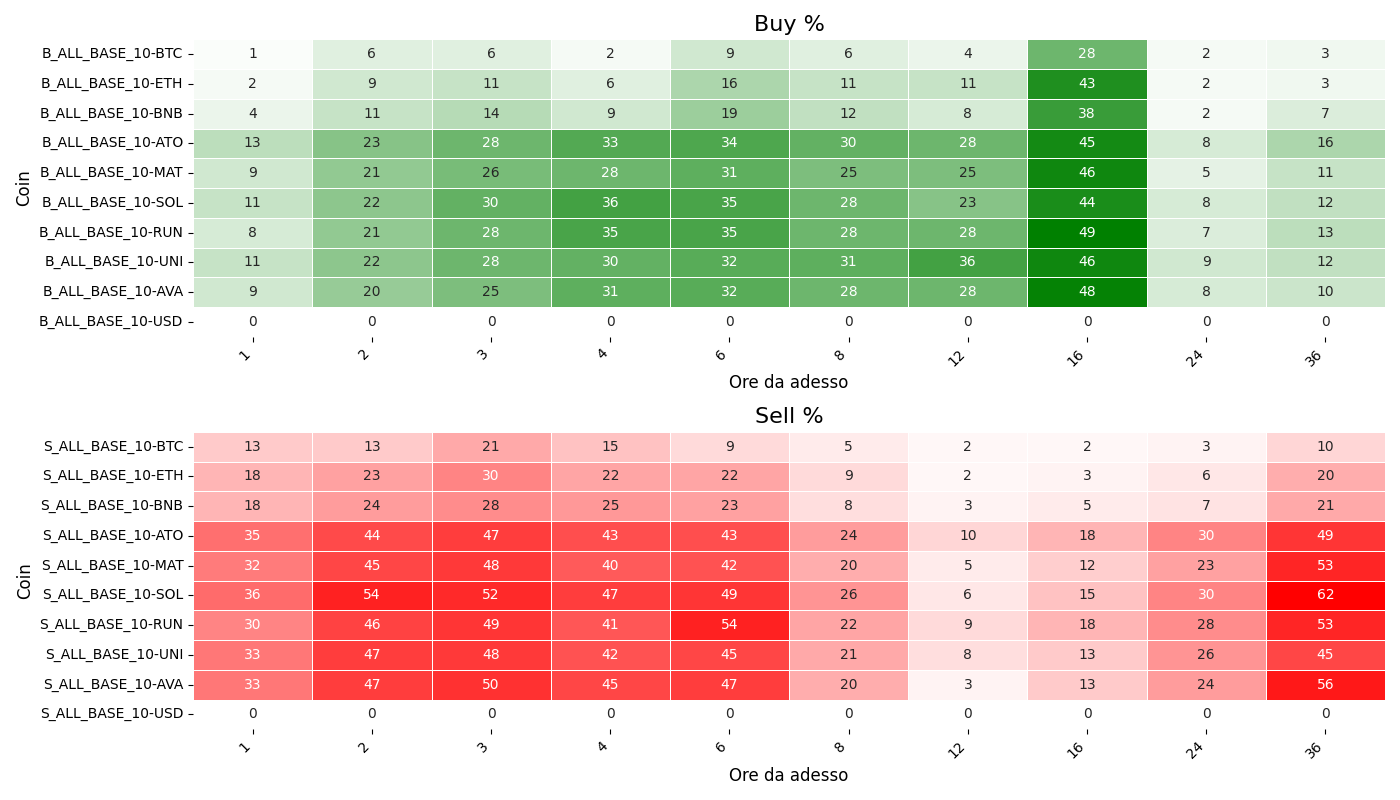 Buy %
Coin
B_ALL_BASE_10-BTC 1 6 6 2 9 6 4 28 2 3
B_ALL_BASE_10-ETH 2 9 11 6 16 11 11 43 2 3
B_ALL_BASE_10-BNB 4 11 14 9 19 12 8 38 2 7
B_ALL_BASE_10-ATO 13 23 28 33 34 30 28 45 8 16
B_ALL_BASE_10-MAT 9 21 26 28 31 25 25 46 5 11
B_ALL_BASE_10-SOL 11 22 30 36 35 28 23 44 8 12
B_ALL_BASE_10-RUN 8 21 28 35 35 28 28 49 7 13
B_ALL_BASE_10-UNI 11 22 28 30 32 31 36 46 9 12
B_ALL_BASE_10-AVA 9 20 25 31 32 28 28 48 8 10
B_ALL_BASE_10-USD 0 0 0 0 0 0 0 0 0 0
1 2 3 4 6 8 12 16 24 36
Ore da adesso
Sell %
Coin
S_ALL_BASE_10-BTC 13 13 21 15 9 5 2 2 3 10
S_ALL_BASE_10-ETH 18 23 30 22 22 9 2 3 6 20
S_ALL_BASE_10-BNB 18 24 28 25 23 8 3 5 7 21
S_ALL_BASE_10-ATO 35 44 47 43 43 24 10 18 30 49
S_ALL_BASE_10-MAT 32 45 48 40 42 20 5 12 23 53
S_ALL_BASE_10-SOL 36 54 52 47 49 26 6 15 30 62
S_ALL_BASE_10-RUN 30 46 49 41 54 22 9 18 28 53
S_ALL_BASE_10-UNI 33 47 48 42 45 21 8 13 26 45
S_ALL_BASE_10-AVA 33 47 50 45 47 20 3 13 24 56
S_ALL_BASE_10-USD 0 0 0 0 0 0 0 0 0 0
1 2 3 4 6 8 12 16 24 36
Ore da adesso